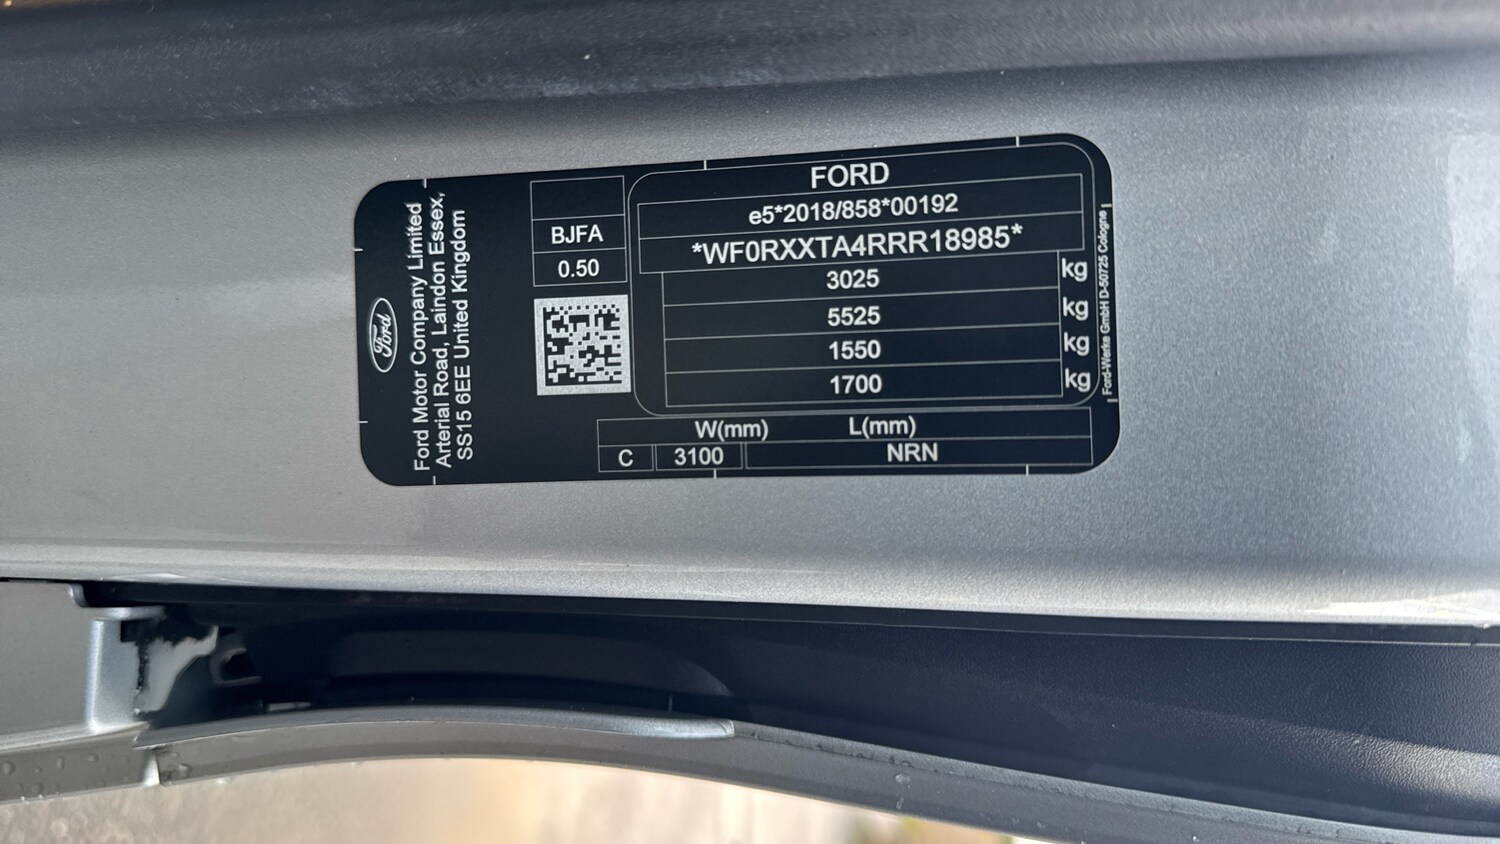 Ford
Ford Motor Company Limited
Arterial Road, Laindon Essex,
SS15 6EE United Kingdom
BJFA
0.50
FORD
e5*2018/858*00192
*WF0RXXTA4RRR18985*
3025 kg
5525 kg
1550 kg
1700 kg
W(mm) L(mm)
C 3100 NRN
Ford-Werke GmbH D-50725 Cologne